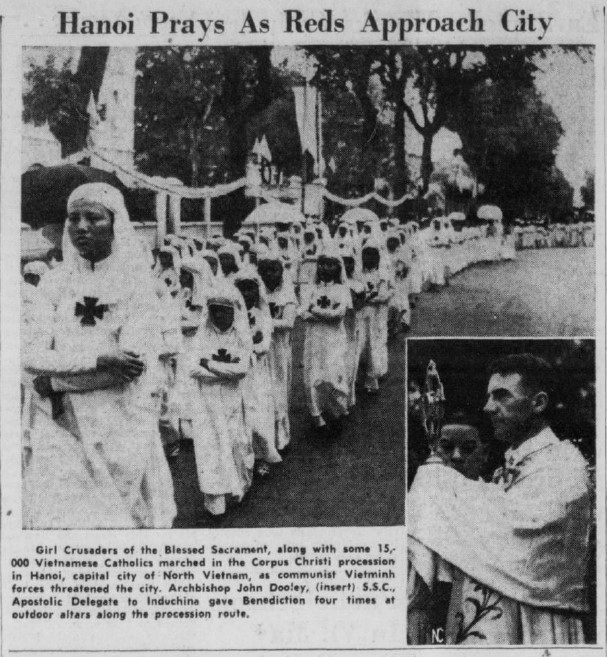 Hanoi Prays As Reds Approach City
NC
Girl Crusaders of the Blessed Sacrament, along with some 15,-
000 Vietnamese Catholics marched in the Corpus Christi procession
in Hanoi, capital city of North Vietnam, as communist Vietminh
forces threatened the city. Archbishop John Dooley, (insert) S.S.C.,
Apostolic Delegate to Induchina gave Benediction four times at
outdoor altars along the procession route.